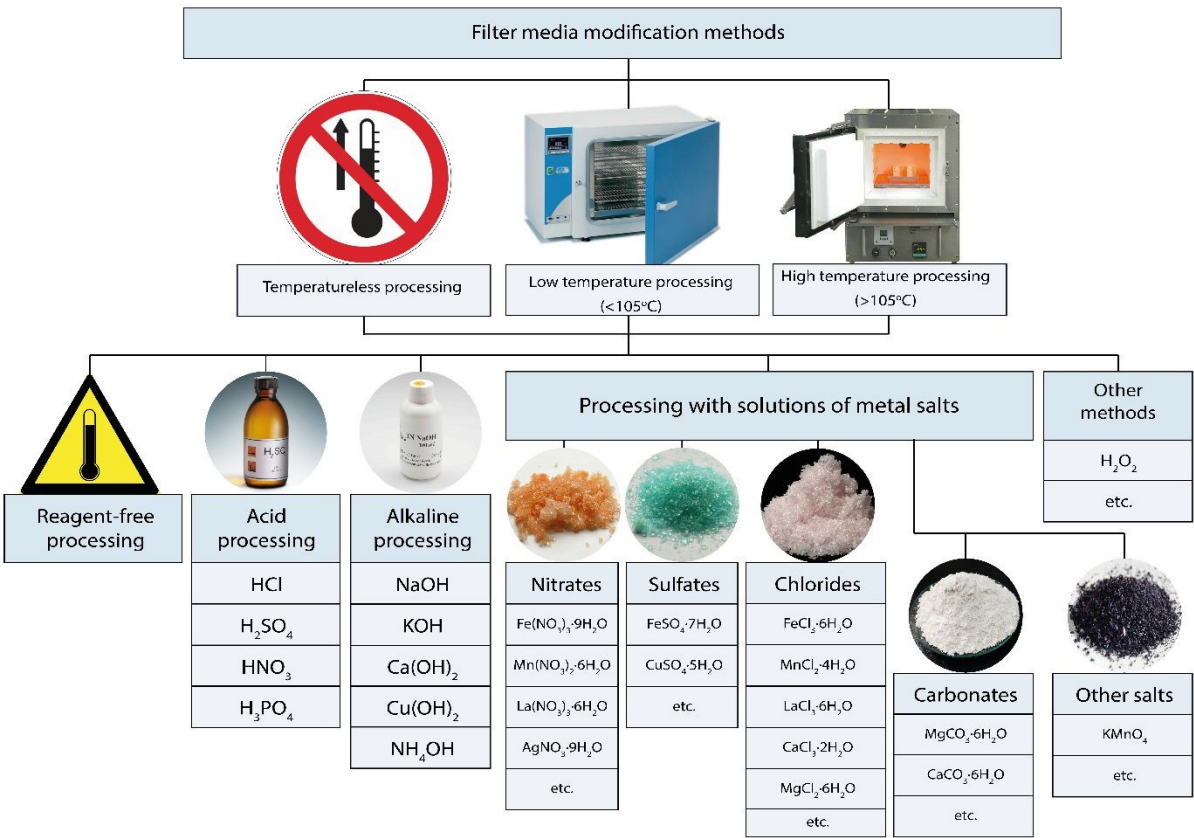 Filter media modification methods
Temperatureless processing
Low temperature processing
(<105°C)
High temperature processing
(>105°C)
Reagent-free
processing
H₂SO
Acid
processing
HCl
H₂SO₄
HNO₃
H₃PO₄
1N NaOH
Alkaline
processing
NaOH
KOH
Ca(OH)₂
Cu(OH)₂
NH₄OH
Processing with solutions of metal salts
Nitrates
Fe(NO₃)₃·9H₂O
Mn(NO₃)₂·6H₂O
La(NO₃)₃·6H₂O
AgNO₃·9H₂O
etc.
Sulfates
FeSO₄·7H₂O
CuSO₄·5H₂O
etc.
Chlorides
FeCl₃·6H₂O
MnCl₂·4H₂O
LaCl₃·6H₂O
CaCl₃·2H₂O
MgCl₂·6H₂O
etc.
Carbonates
MgCO₃·6H₂O
CaCO₃·6H₂O
etc.
Other salts
KMnO₄
etc.
Other
methods
H₂O₂
etc.